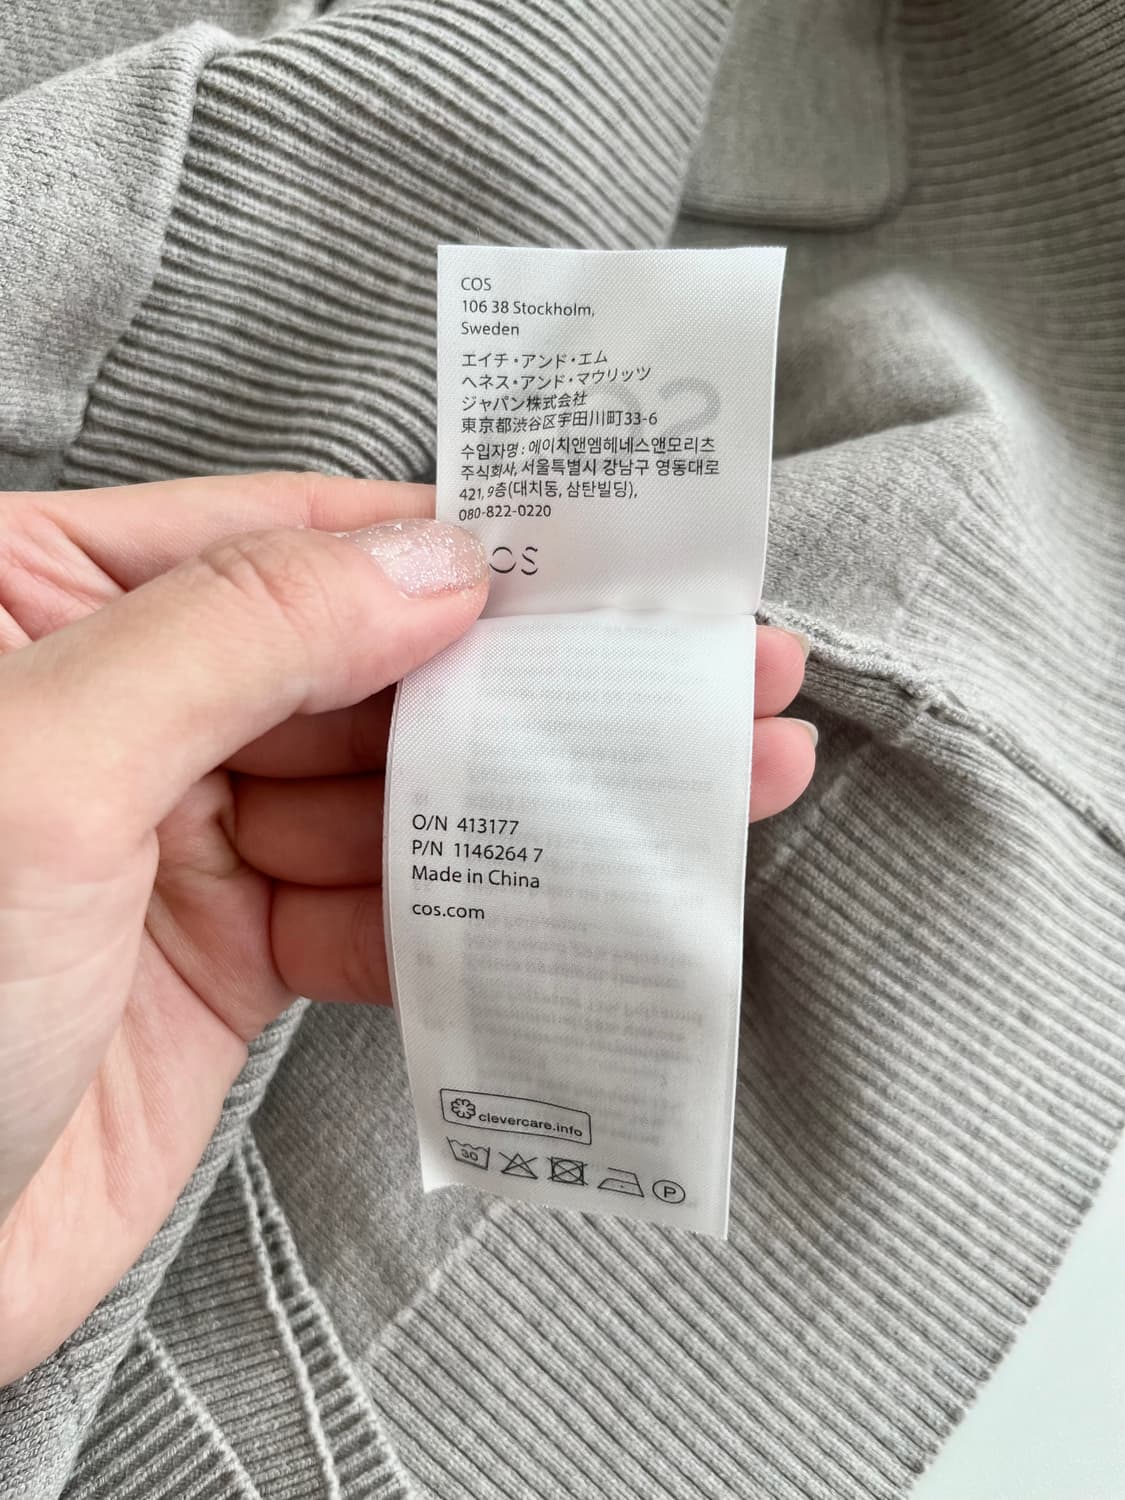 COS
106 38 Stockholm,
Sweden
エイチ・アンド・エム
ヘネス・アンド・マウリッツ
ジャパン株式会社
東京都渋谷区宇田川町33-6
수입자명: 에이치앤엠헤네스앤모리츠
주식회사, 서울특별시 강남구 영동대로
421, 9층(대치동, 삼탄빌딩),
080-822-0220
OS
O/N 413177
P/N 1146264 7
Made in China
cos.com
clevercare.info
30
P